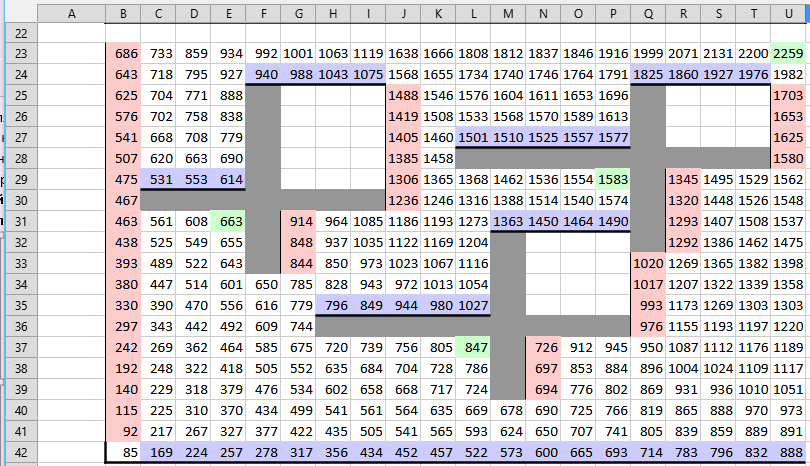 A B C D E F G H I J K L M N O P Q R S T U
22
23 686 733 859 934 992 1001 1063 1119 1638 1666 1808 1812 1837 1846 1916 1999 2071 2131 2200 2259
24 643 718 795 927 940 988 1043 1075 1568 1655 1734 1740 1746 1764 1791 1825 1860 1927 1976 1982
25 625 704 771 888 1488 1546 1576 1604 1611 1653 1696 1703
26 576 702 758 838 1419 1508 1533 1568 1570 1589 1613 1653
27 541 668 708 779 1405 1460 1501 1510 1525 1557 1577 1625
28 507 620 663 690 1385 1458 1580
29 475 531 553 614 1306 1365 1368 1462 1536 1554 1583 1345 1495 1529 1562
30 467 1236 1246 1316 1388 1514 1540 1574 1320 1448 1526 1548
31 463 561 608 663 914 964 1085 1186 1193 1273 1363 1450 1464 1490 1293 1407 1508 1537
32 438 525 549 655 848 937 1035 1122 1169 1204 1292 1386 1462 1475
33 393 489 522 643 844 850 973 1023 1067 1116 1020 1269 1365 1382 1398
34 380 447 514 601 650 785 828 943 972 1013 1054 1017 1207 1322 1339 1358
35 330 390 470 556 616 779 796 849 944 980 1027 993 1173 1269 1303 1303
36 297 343 442 492 609 744 976 1155 1193 1197 1220
37 242 269 362 464 585 675 720 739 756 805 847 726 912 945 950 1087 1112 1176 1189
38 192 248 322 418 505 552 635 684 704 728 786 697 853 884 896 1004 1024 1109 1117
39 140 229 318 379 476 534 602 658 668 717 724 694 776 802 869 931 936 1010 1051
40 115 225 310 370 434 499 541 561 564 635 669 678 690 725 766 819 865 888 970 973
41 92 217 267 327 377 422 435 505 541 565 593 624 650 707 741 805 839 859 889 891
42 85 169 224 257 278 317 356 434 452 457 522 573 600 665 693 714 783 796 832 888